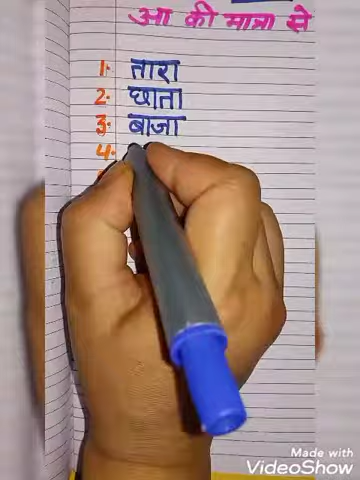 आ की मात्रा से
1. तारा
2. छाता
3. बाजा
4.
Made with
VideoShow